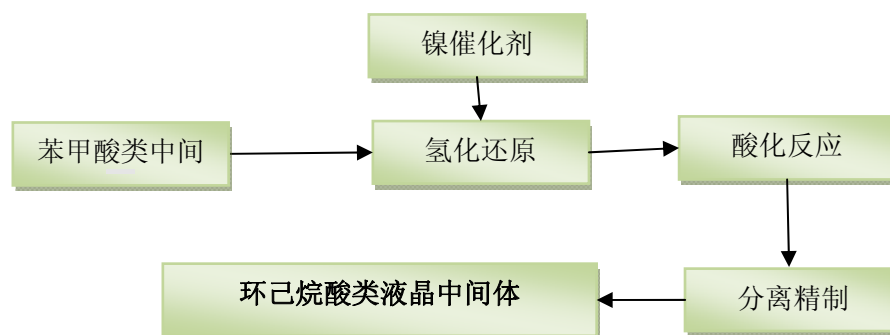 镍催化剂
苯甲酸类中间
氢化还原
酸化反应
环己烷酸类液晶中间体
分离精制